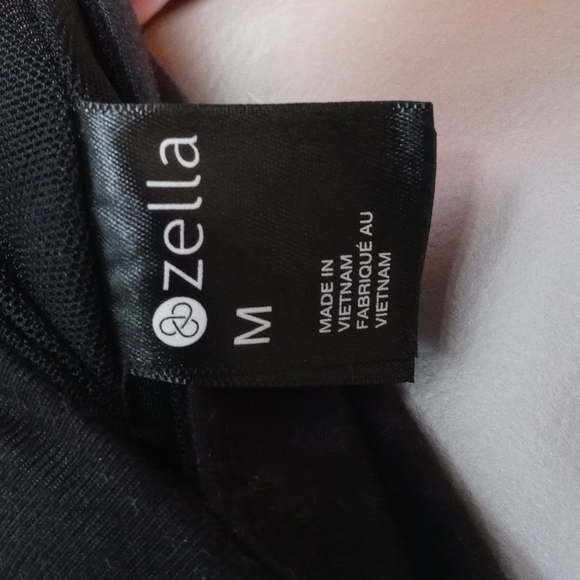 zella
M
MADE IN
VIETNAM
FABRIQUÉ AU
VIETNAM